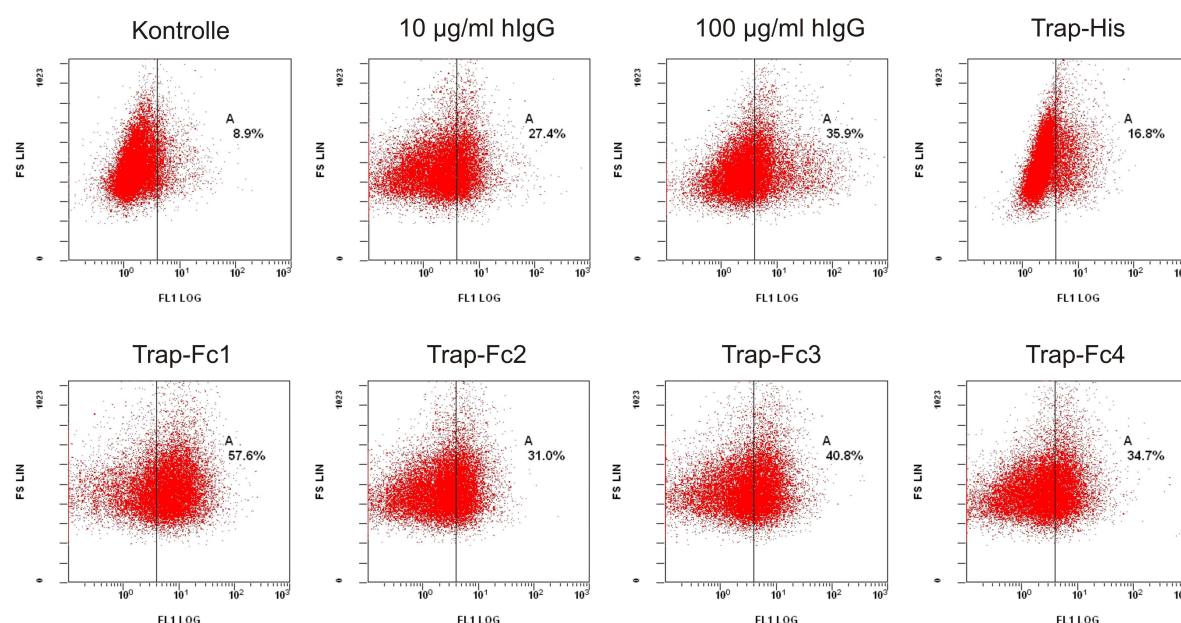 Kontrolle
10 µg/ml hIgG
100 µg/ml hIgG
Trap-His
1023
FS LIN
0
A
8.9%
10⁰ 10¹ 10² 10³
FL1 LOG
1023
FS LIN
0
A
27.4%
10⁰ 10¹ 10² 10³
FL1 LOG
1023
FS LIN
0
A
35.9%
10⁰ 10¹ 10² 10³
FL1 LOG
1023
FS LIN
0
A
16.8%
10⁰ 10¹ 10² 10³
FL1 LOG
Trap-Fc1
Trap-Fc2
Trap-Fc3
Trap-Fc4
1023
FS LIN
0
A
57.6%
10⁰ 10¹ 10² 10³
FL1 LOG
1023
FS LIN
0
A
31.0%
10⁰ 10¹ 10² 10³
FL1 LOG
1023
FS LIN
0
A
40.8%
10⁰ 10¹ 10² 10³
FL1 LOG
1023
FS LIN
0
A
34.7%
10⁰ 10¹ 10² 10³
FL1 LOG